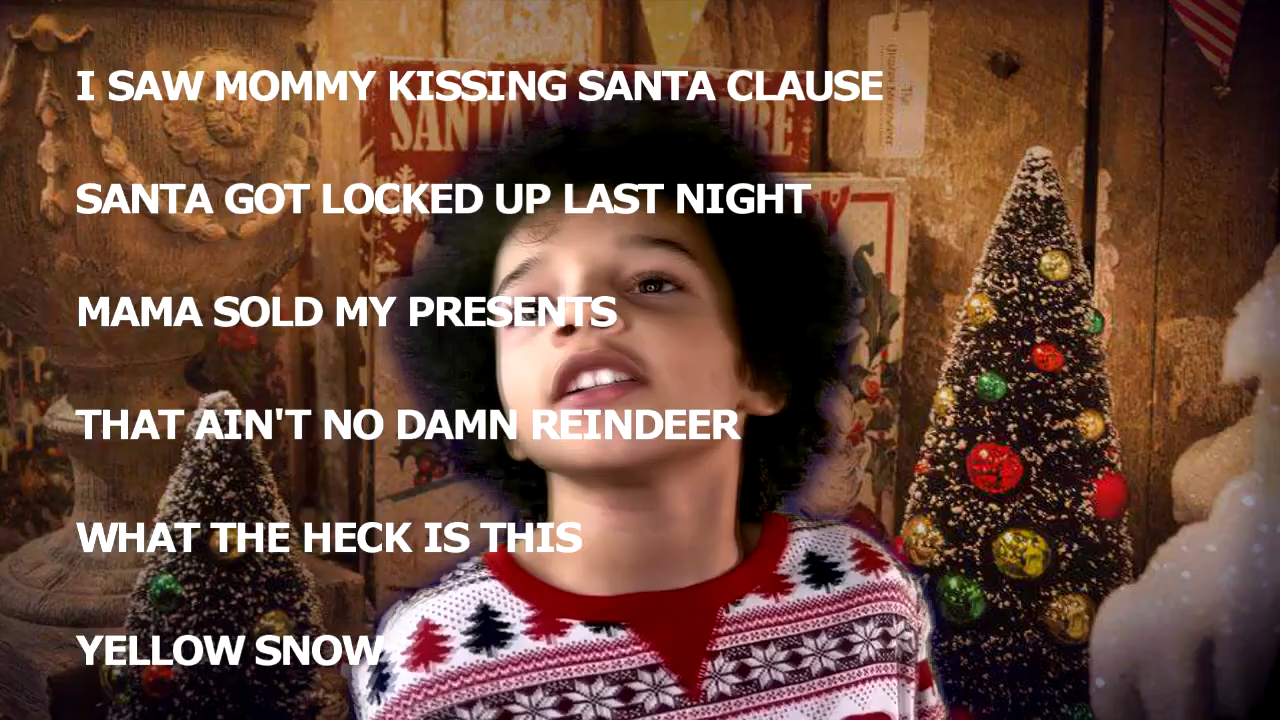 I SAW MOMMY KISSING SANTA CLAUSE
SANTA
SANTA GOT LOCKED UP LAST NIGHT
MAMA SOLD MY PRESENTS
THAT AIN'T NO DAMN REINDEER
WHAT THE HECK IS THIS
YELLOW SNOW